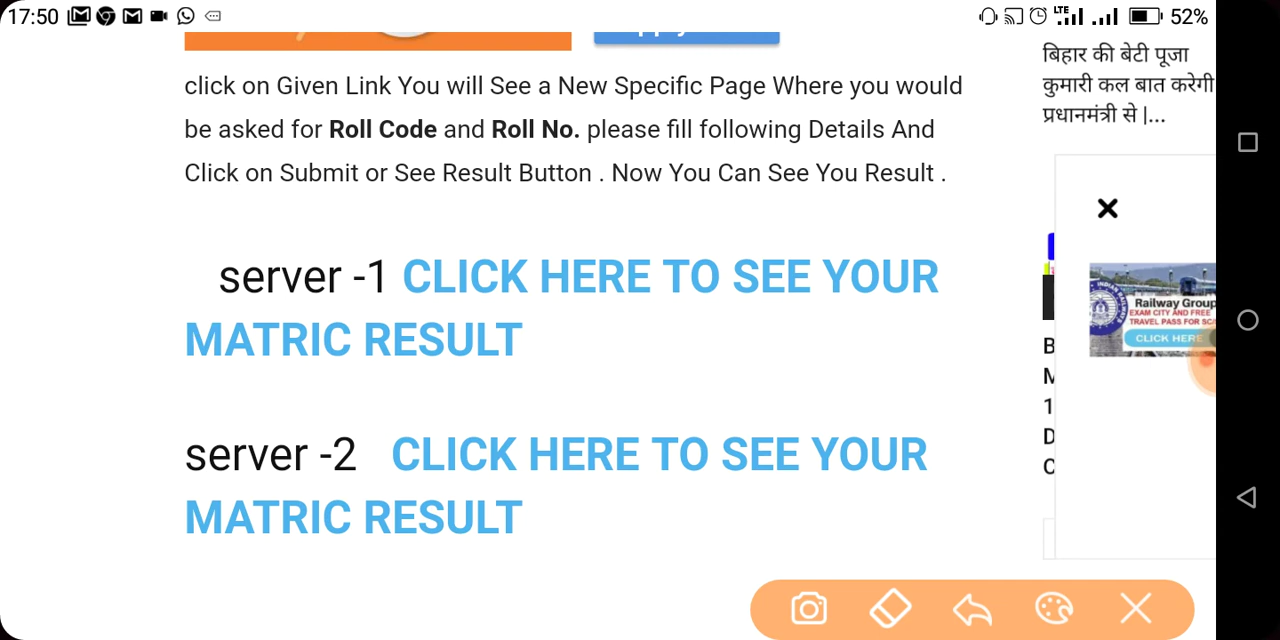 17:50
LTE
52%
click on Given Link You will See a New Specific Page Where you would
be asked for Roll Code and Roll No. please fill following Details And
Click on Submit or See Result Button . Now You Can See You Result .
server -1 CLICK HERE TO SEE YOUR
MATRIC RESULT
server -2 CLICK HERE TO SEE YOUR
MATRIC RESULT
बिहार की बेटी पूजा
कुमारी कल बात करेगी
प्रधानमंत्री से |...
Railway Group
EXAM CITY AND FREE
TRAVEL PASS FOR SC/
CLICK HERE
B
M
1
D
C